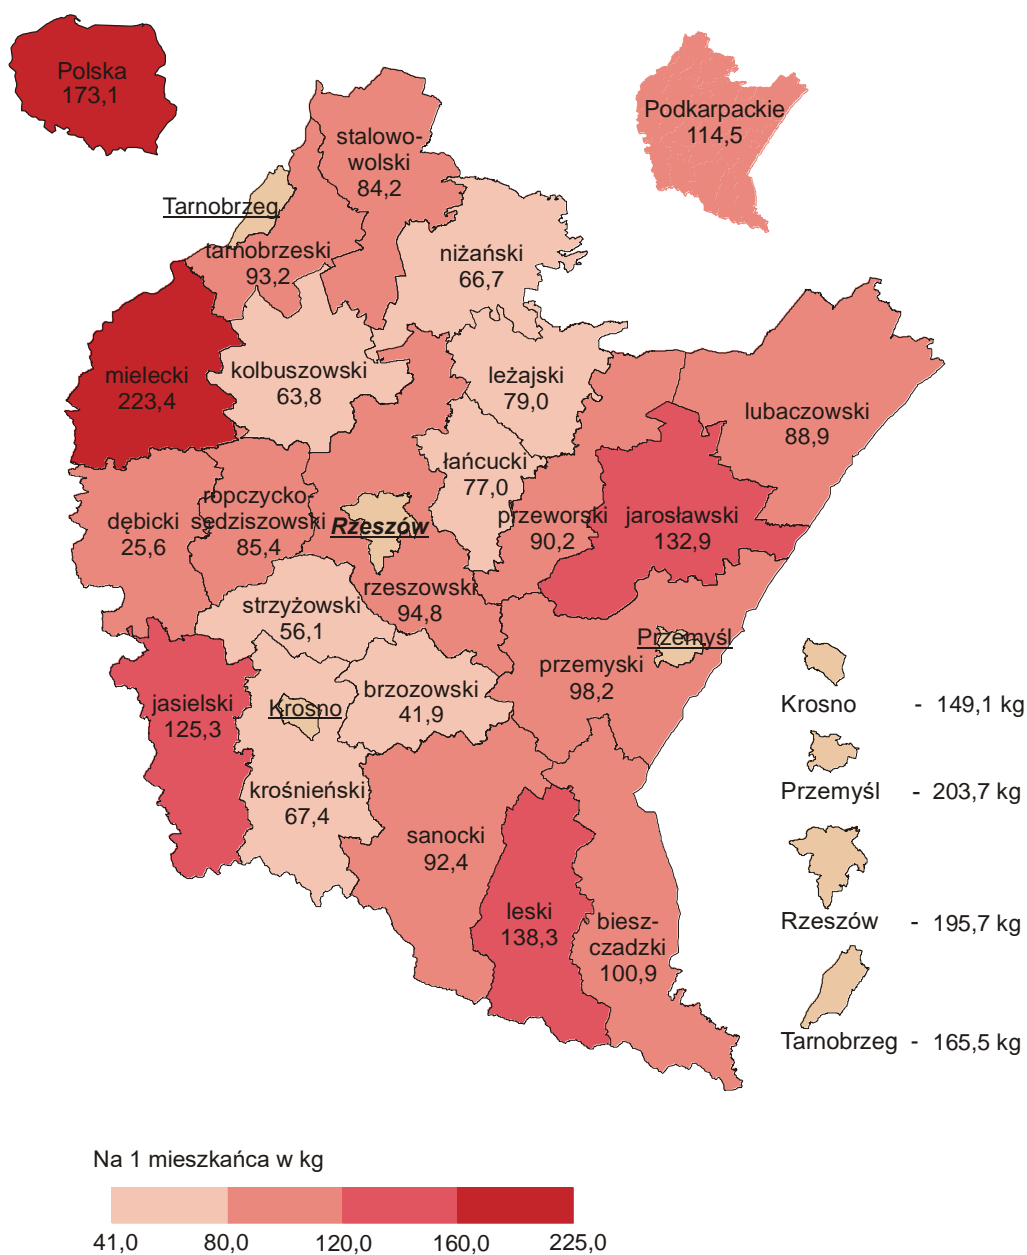 Polska
173,1
Podkarpackie
114,5
stalowo-
wolski
84,2
Tarnobrzeg
tarnobrzeski
93,2
niżański
66,7
mielecki
223,4
kolbuszowski
63,8
leżajski
79,0
lubaczowski
88,9
łańcucki
77,0
dębicki
25,6
ropczycko-
sędziszowski
85,4
Rzeszów
przeworski
90,2
jarosławski
132,9
rzeszowski
94,8
strzyżowski
56,1
Przemyśl
przemyski
98,2
jasielski
125,3
Krosno
brzozowski
41,9
krośnieński
67,4
sanocki
92,4
leski
138,3
biesz-
czadzki
100,9
Krosno - 149,1 kg
Przemyśl - 203,7 kg
Rzeszów - 195,7 kg
Tarnobrzeg - 165,5 kg
Na 1 mieszkańca w kg
41,0 80,0 120,0 160,0 225,0